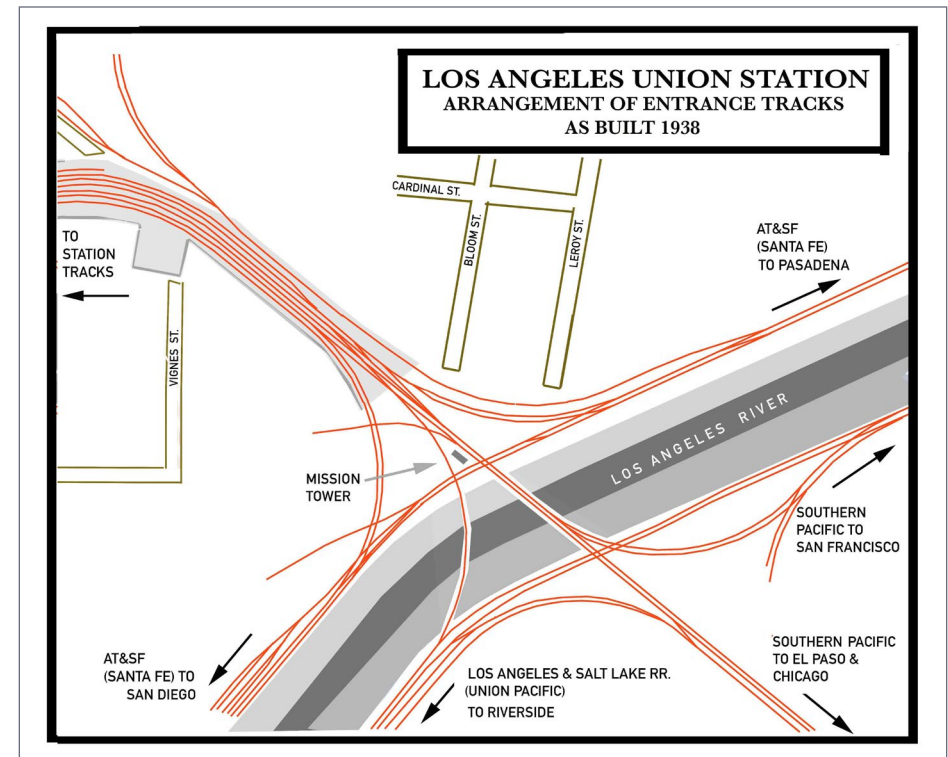 LOS ANGELES UNION STATION
ARRANGEMENT OF ENTRANCE TRACKS
AS BUILT 1938
CARDINAL ST.
BLOOM ST.
LEROY ST.
TO
STATION
TRACKS
VIGNES ST.
AT&SF
(SANTA FE)
TO PASADENA
LOS ANGELES RIVER
MISSION
TOWER
SOUTHERN
PACIFIC TO
SAN FRANCISCO
AT&SF
(SANTA FE) TO
SAN DIEGO
LOS ANGELES & SALT LAKE RR.
(UNION PACIFIC)
TO RIVERSIDE
SOUTHERN PACIFIC
TO EL PASO &
CHICAGO